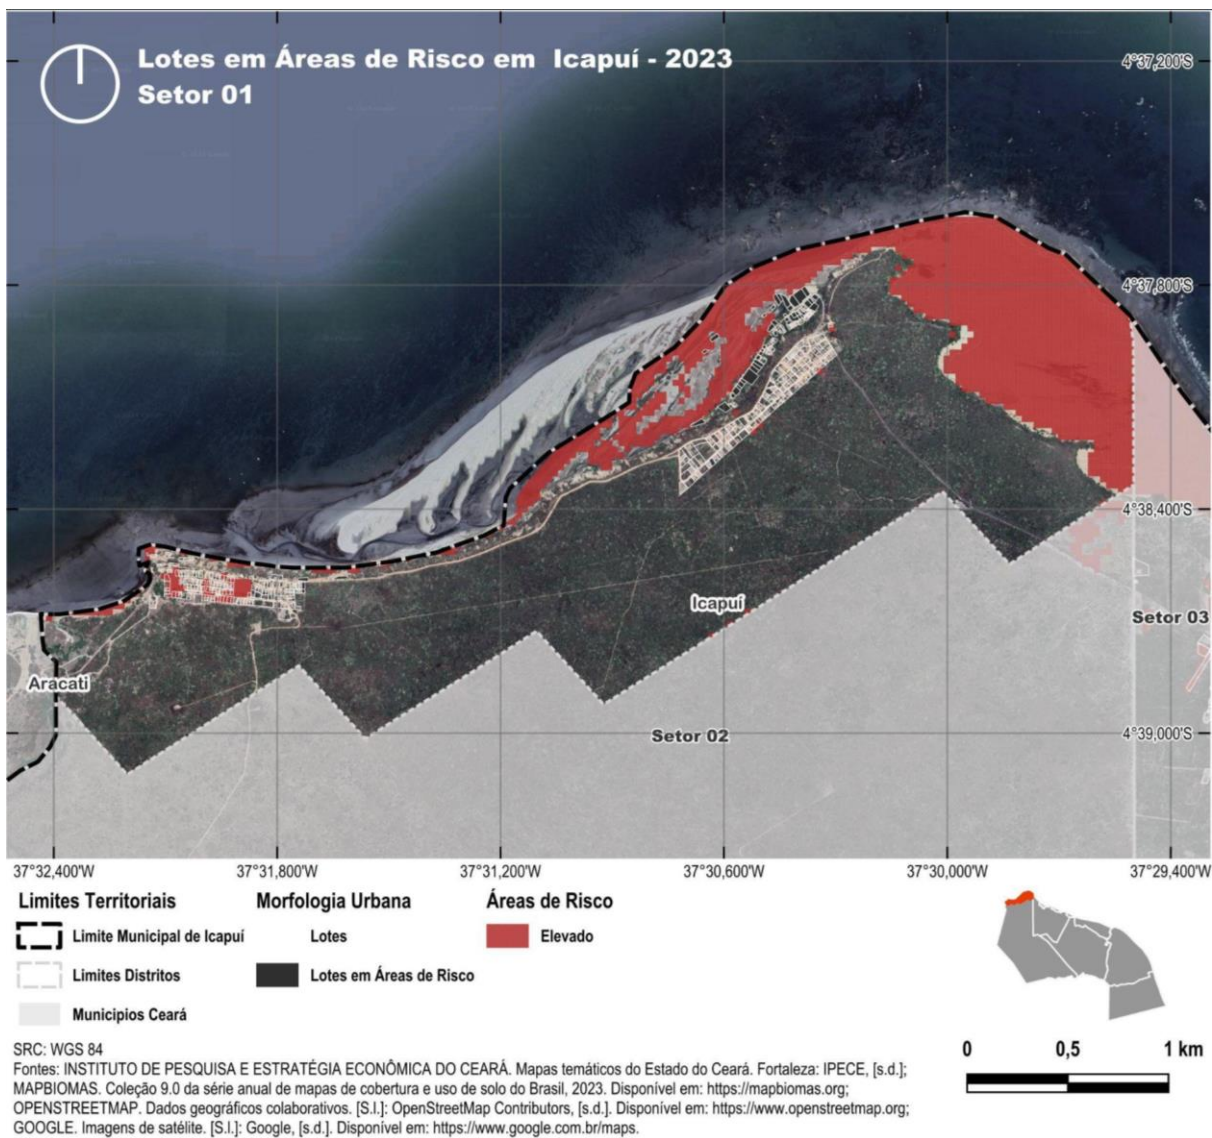 Lotes em Áreas de Risco em Icapuí - 2023
Setor 01
4°37,200'S
4°37,800'S
4°38,400'S
Icapuí
Setor 03
Aracati
Setor 02
4°39,000'S
37°32,400'W
37°31,800'W
37°31,200'W
37°30,600'W
37°30,000'W
37°29,400'W
Limites Territoriais
Limite Municipal de Icapuí
Limites Distritos
Municipios Ceará
Morfologia Urbana
Lotes
Lotes em Áreas de Risco
Áreas de Risco
Elevado
0 0,5 1 km
SRC: WGS 84
Fontes: INSTITUTO DE PESQUISA E ESTRATÉGIA ECONÔMICA DO CEARÁ. Mapas temáticos do Estado do Ceará. Fortaleza: IPECE, [s.d.];
MAPBIOMAS. Coleção 9.0 da série anual de mapas de cobertura e uso de solo do Brasil, 2023. Disponível em: https://mapbiomas.org;
OPENSTREETMAP. Dados geográficos colaborativos. [S.l.]: OpenStreetMap Contributors, [s.d.]. Disponível em: https://www.openstreetmap.org;
GOOGLE. Imagens de satélite. [S.l.]: Google, [s.d.]. Disponível em: https://www.google.com.br/maps.